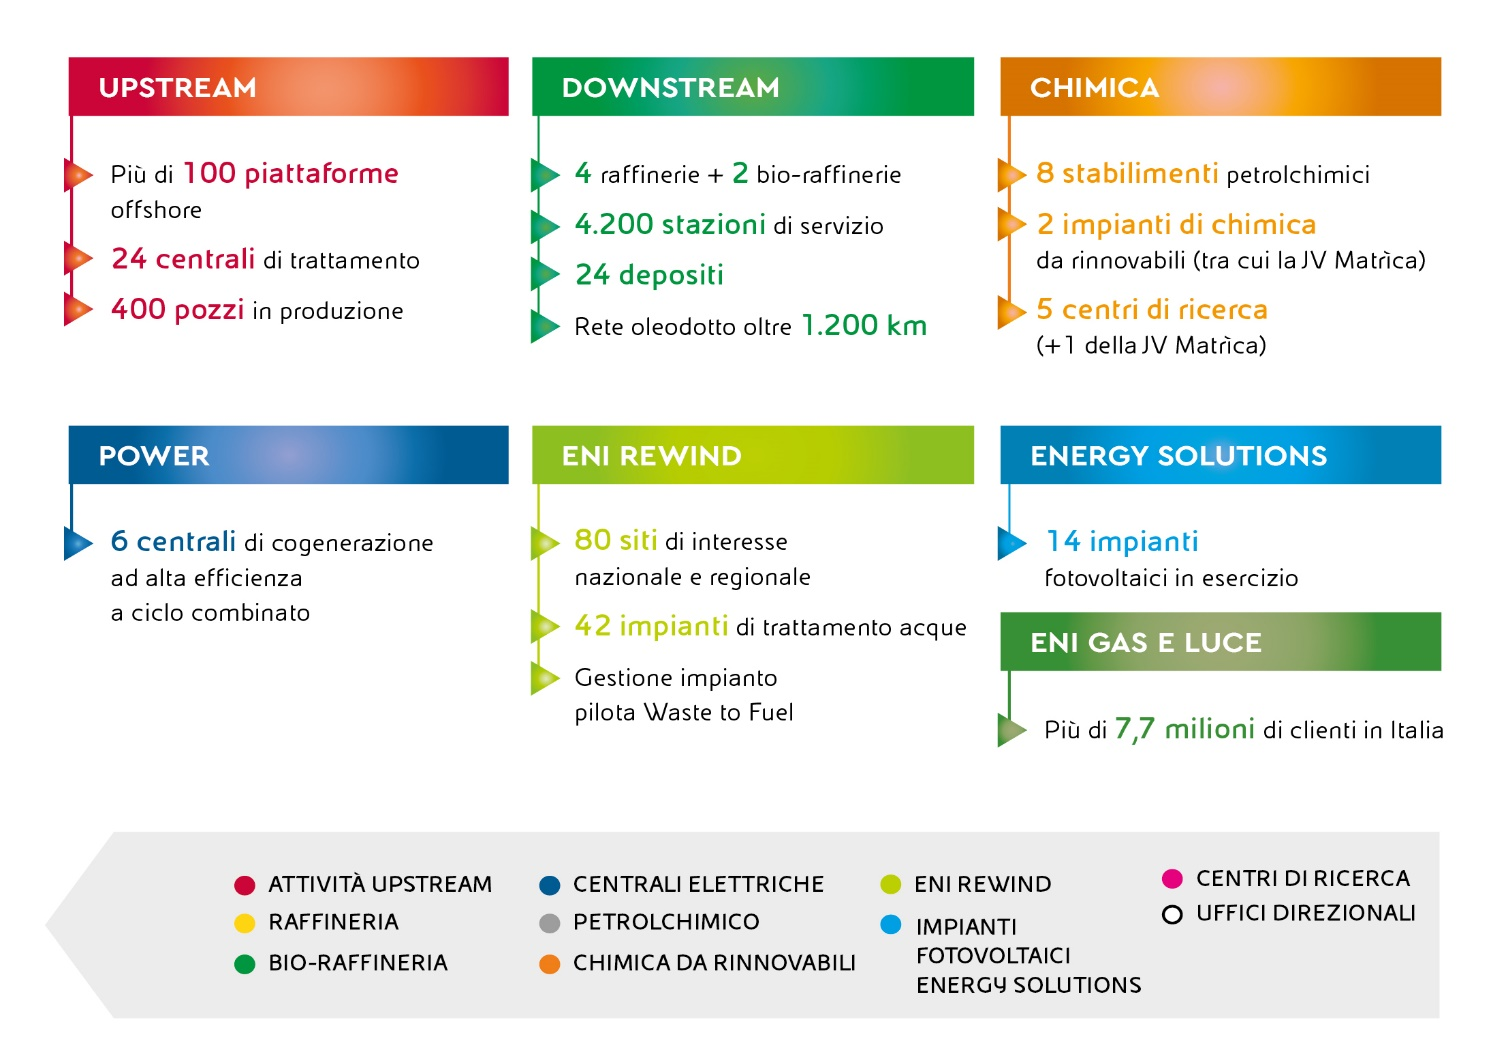 UPSTREAM
Più di 100 piattaforme
offshore
24 centrali di trattamento
400 pozzi in produzione
DOWNSTREAM
4 raffinerie + 2 bio-raffinerie
4.200 stazioni di servizio
24 depositi
Rete oleodotto oltre 1.200 km
CHIMICA
8 stabilimenti petrolchimici
2 impianti di chimica
da rinnovabili (tra cui la JV Matrìca)
5 centri di ricerca
(+1 della JV Matrìca)
POWER
6 centrali di cogenerazione
ad alta efficienza
a ciclo combinato
ENI REWIND
80 siti di interesse
nazionale e regionale
42 impianti di trattamento acque
Gestione impianto
pilota Waste to Fuel
ENERGY SOLUTIONS
14 impianti
fotovoltaici in esercizio
ENI GAS E LUCE
Più di 7,7 milioni di clienti in Italia
ATTIVITÀ UPSTREAM
RAFFINERIA
BIO-RAFFINERIA
CENTRALI ELETTRICHE
PETROLCHIMICO
CHIMICA DA RINNOVABILI
ENI REWIND
IMPIANTI
FOTOVOLTAICI
ENERGY SOLUTIONS
CENTRI DI RICERCA
UFFICI DIREZIONALI